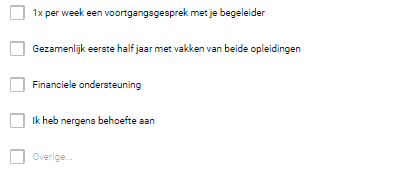 1x per week een voortgangsgesprek met je begeleider
Gezamenlijk eerste half jaar met vakken van beide opleidingen
Financiele ondersteuning
Ik heb nergens behoefte aan
Overige...